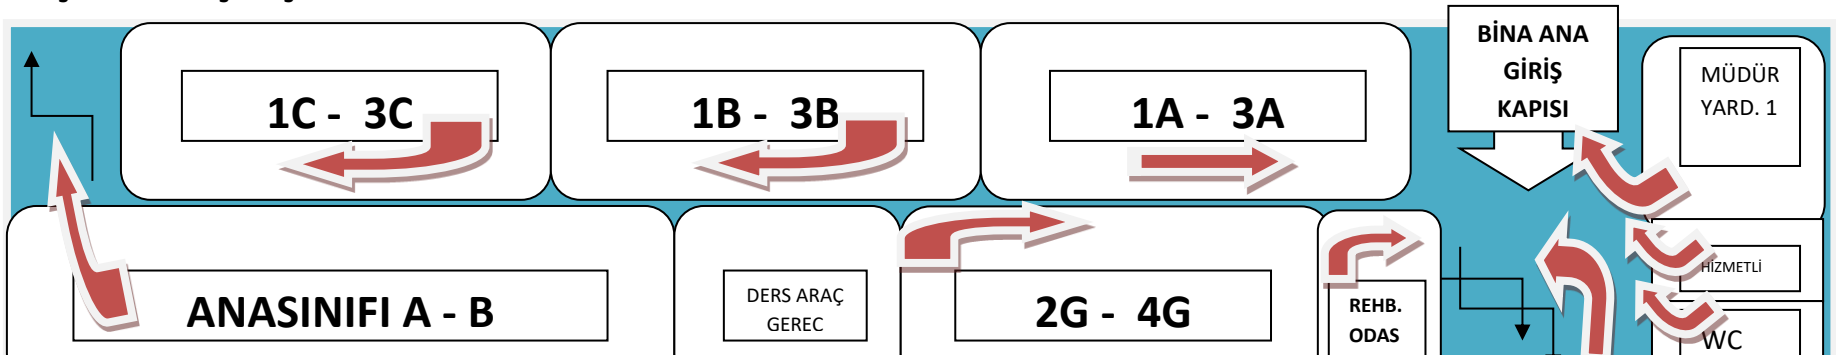 1C - 3C
1B - 3B
1A - 3A
BİNA ANA
GİRİŞ
KAPISI
MÜDÜR
YARD. 1
ANASINIFI A - B
DERS ARAÇ
GEREC
2G - 4G
REHB.
ODAS
HİZMETLİ
WC